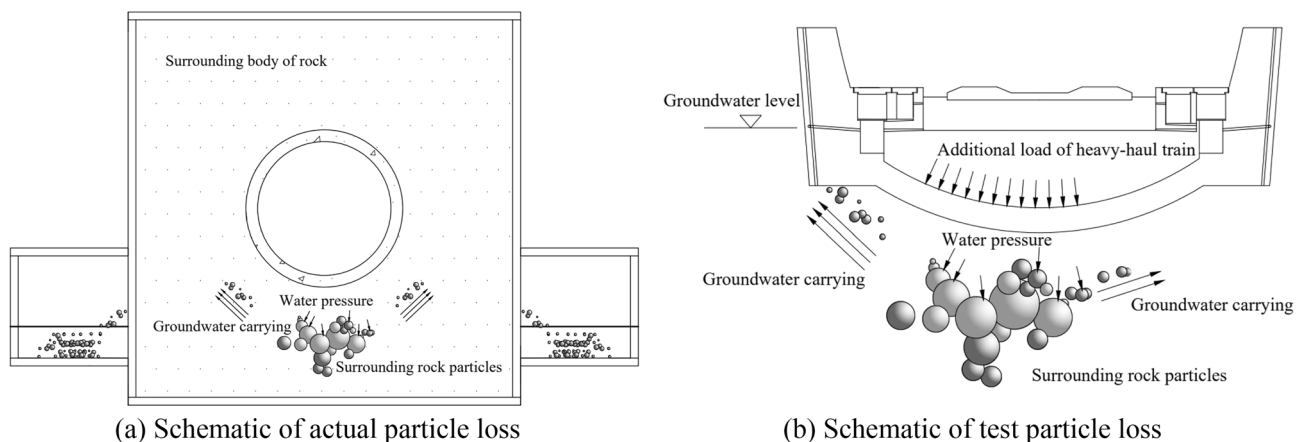 Surrounding body of rock
Water pressure
Groundwater carrying
Surrounding rock particles
(a) Schematic of actual particle loss
Groundwater level
Additional load of heavy-haul train
Water pressure
Groundwater carrying
Groundwater carrying
Surrounding rock particles
(b) Schematic of test particle loss